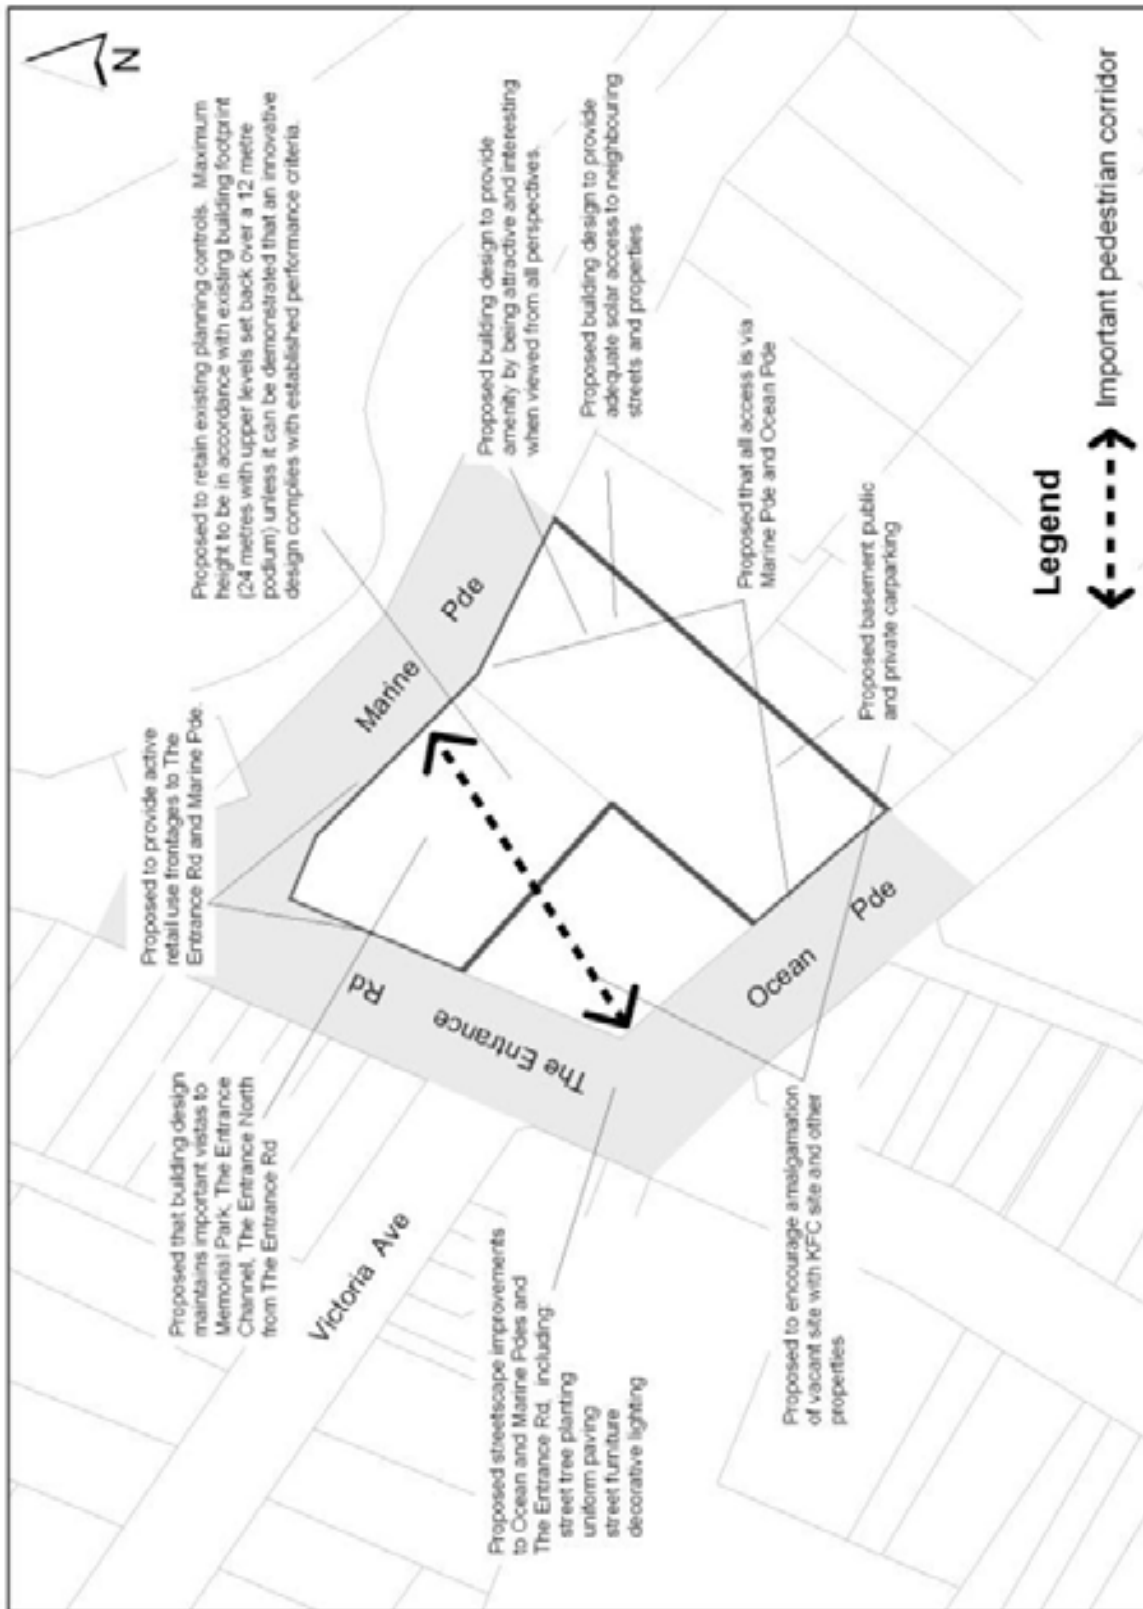 N
Proposed to retain existing planning controls. Maximum
height to be in accordance with existing building footprint
(24 metres with upper levels set back over a 12 metre
podium) unless it can be demonstrated that an innovative
design complies with established performance criteria.
Proposed to provide active
retail use frontages to The
Entrance Rd and Marine Pde.
Proposed that building design
maintains important vistas to
Memorial Park, The Entrance
Channel, The Entrance North
from The Entrance Rd
Victoria Ave
Marine Pde
The Entrance Rd
Ocean Pde
Proposed building design to provide
amenity by being attractive and interesting
when viewed from all perspectives.
Proposed building design to provide
adequate solar access to neighbouring
streets and properties
Proposed that all access is via
Marine Pde and Ocean Pde
Proposed basement public
and private carparking
Proposed streetscape improvements
to Ocean and Marine Pdes and
The Entrance Rd, including:
street tree planting
uniform paving
street furniture
decorative lighting
Proposed to encourage amalgamation
of vacant site with KFC site and other
properties
Legend
Important pedestrian corridor